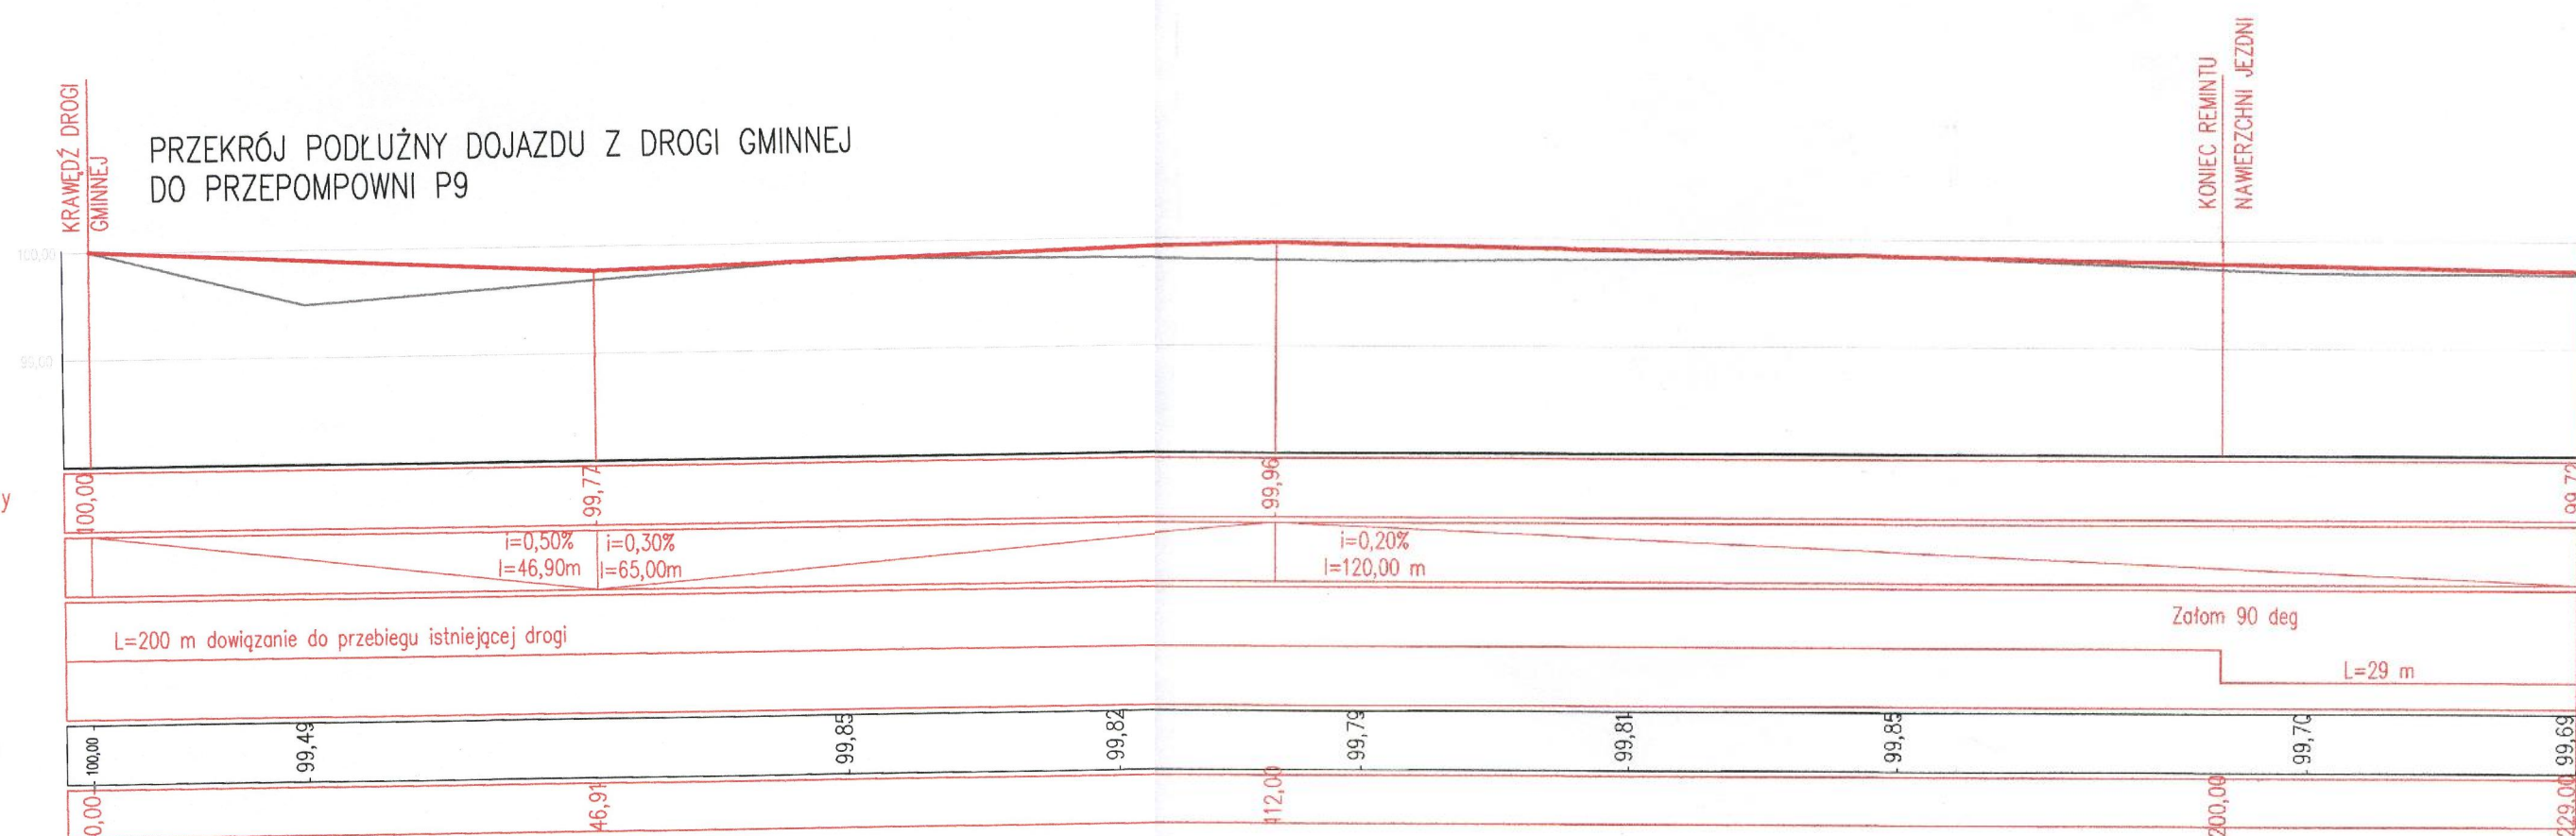 KRAWĘDŹ DROGI
GMINNEJ
PRZEKRÓJ PODŁUŻNY DOJAZDU Z DROGI GMINNEJ
DO PRZEPOMPOWNI P9
KONIEC REMINTU
NAWIERZCHNI JEZDNI
100,00
99,00
y
100,00 99,77 99,96 99,72
i=0,50% i=0,30% i=0,20%
l=46,90m l=65,00m l=120,00 m
Załom 90 deg
L=200 m dowiązanie do przebiegu istniejącej drogi
L=29 m
100,00 99,49 99,85 99,82 99,79 99,81 99,85 99,70 99,69
0,00 46,91 112,00 200,00 229,00